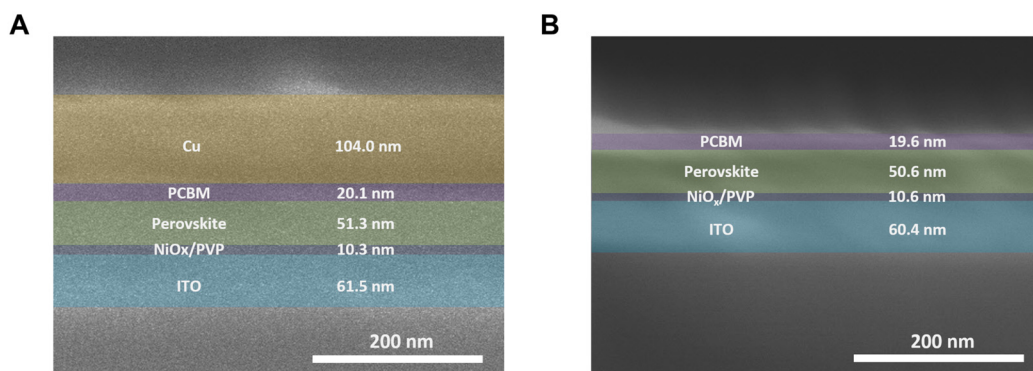 A
Cu 104.0 nm
PCBM 20.1 nm
Perovskite 51.3 nm
NiOx/PVP 10.3 nm
ITO 61.5 nm
200 nm
B
PCBM 19.6 nm
Perovskite 50.6 nm
NiOₓ/PVP 10.6 nm
ITO 60.4 nm
200 nm